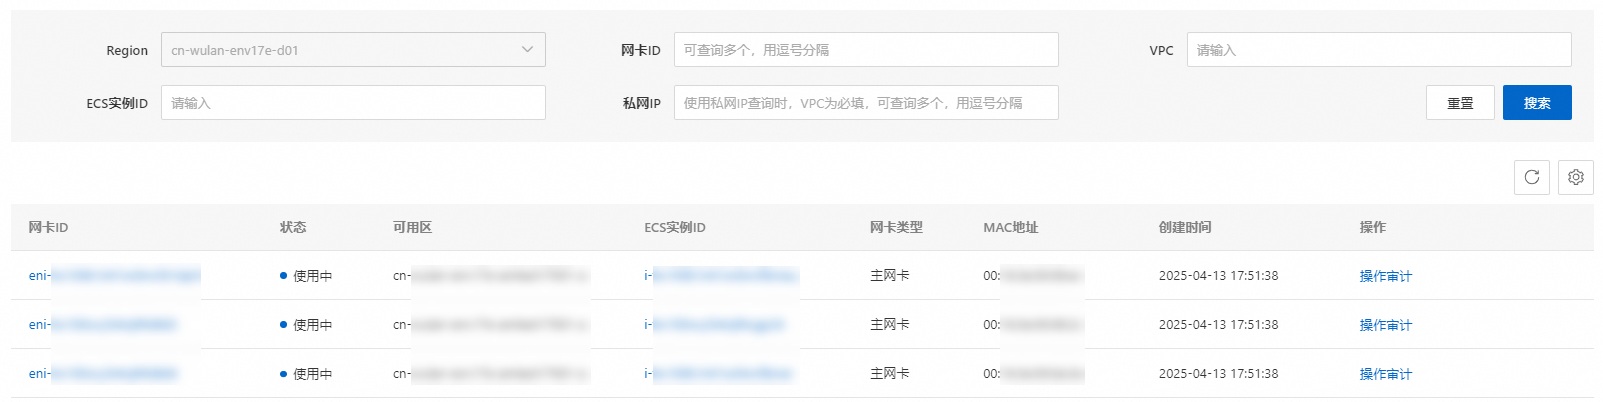 Region cn-wulan-env17e-d01 网卡ID 可查询多个，用逗号分隔 VPC 请输入
ECS实例ID 请输入 私网IP 使用私网IP查询时，VPC为必填，可查询多个，用逗号分隔 重置 搜索
网卡ID 状态 可用区 ECS实例ID 网卡类型 MAC地址 创建时间 操作
eni- 使用中 cn- i- 主网卡 00: 2025-04-13 17:51:38 操作审计
eni- 使用中 cn- i- 主网卡 00: 2025-04-13 17:51:38 操作审计
eni- 使用中 cn- i- 主网卡 00: 2025-04-13 17:51:38 操作审计